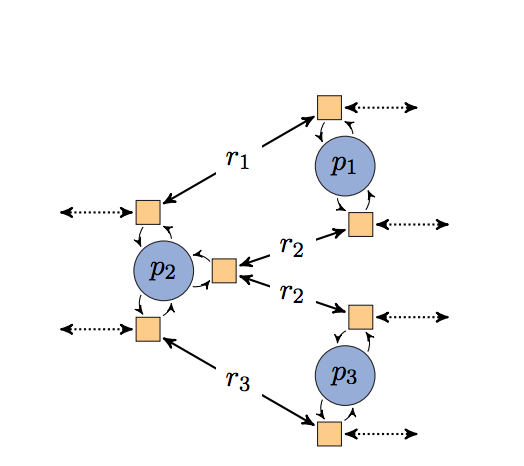 r₁
p₁
r₂
p₂
r₂
p₃
r₃